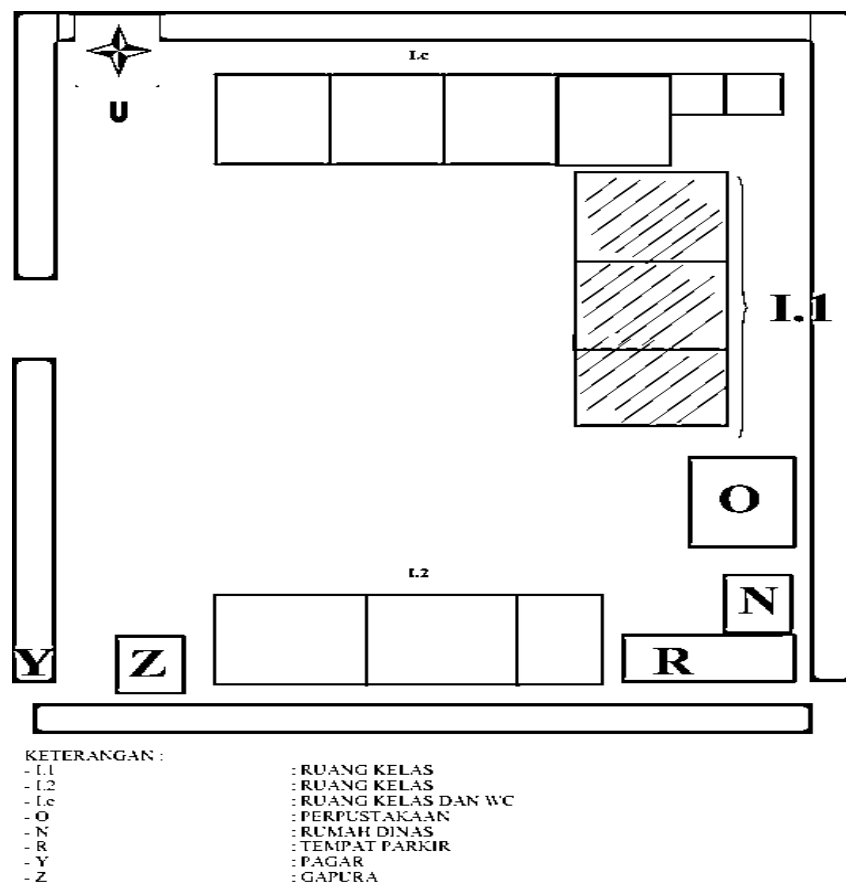 I.c
U
I.1
O
I.2
N
Y Z R
KETERANGAN :
- I.1 : RUANG KELAS
- I.2 : RUANG KELAS
- I.c : RUANG KELAS DAN WC
- O : PERPUSTAKAAN
- N : RUMAH DINAS
- R : TEMPAT PARKIR
- Y : PAGAR
- Z : GAPURA